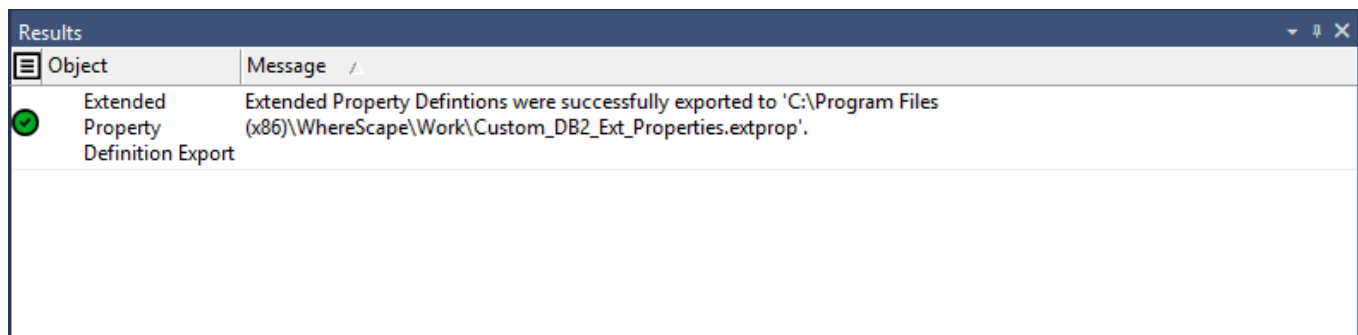 Results
Object Message
Extended Property Definition Export
Extended Property Defintions were successfully exported to 'C:\Program Files
(x86)\WhereScape\Work\Custom_DB2_Ext_Properties.extprop'.